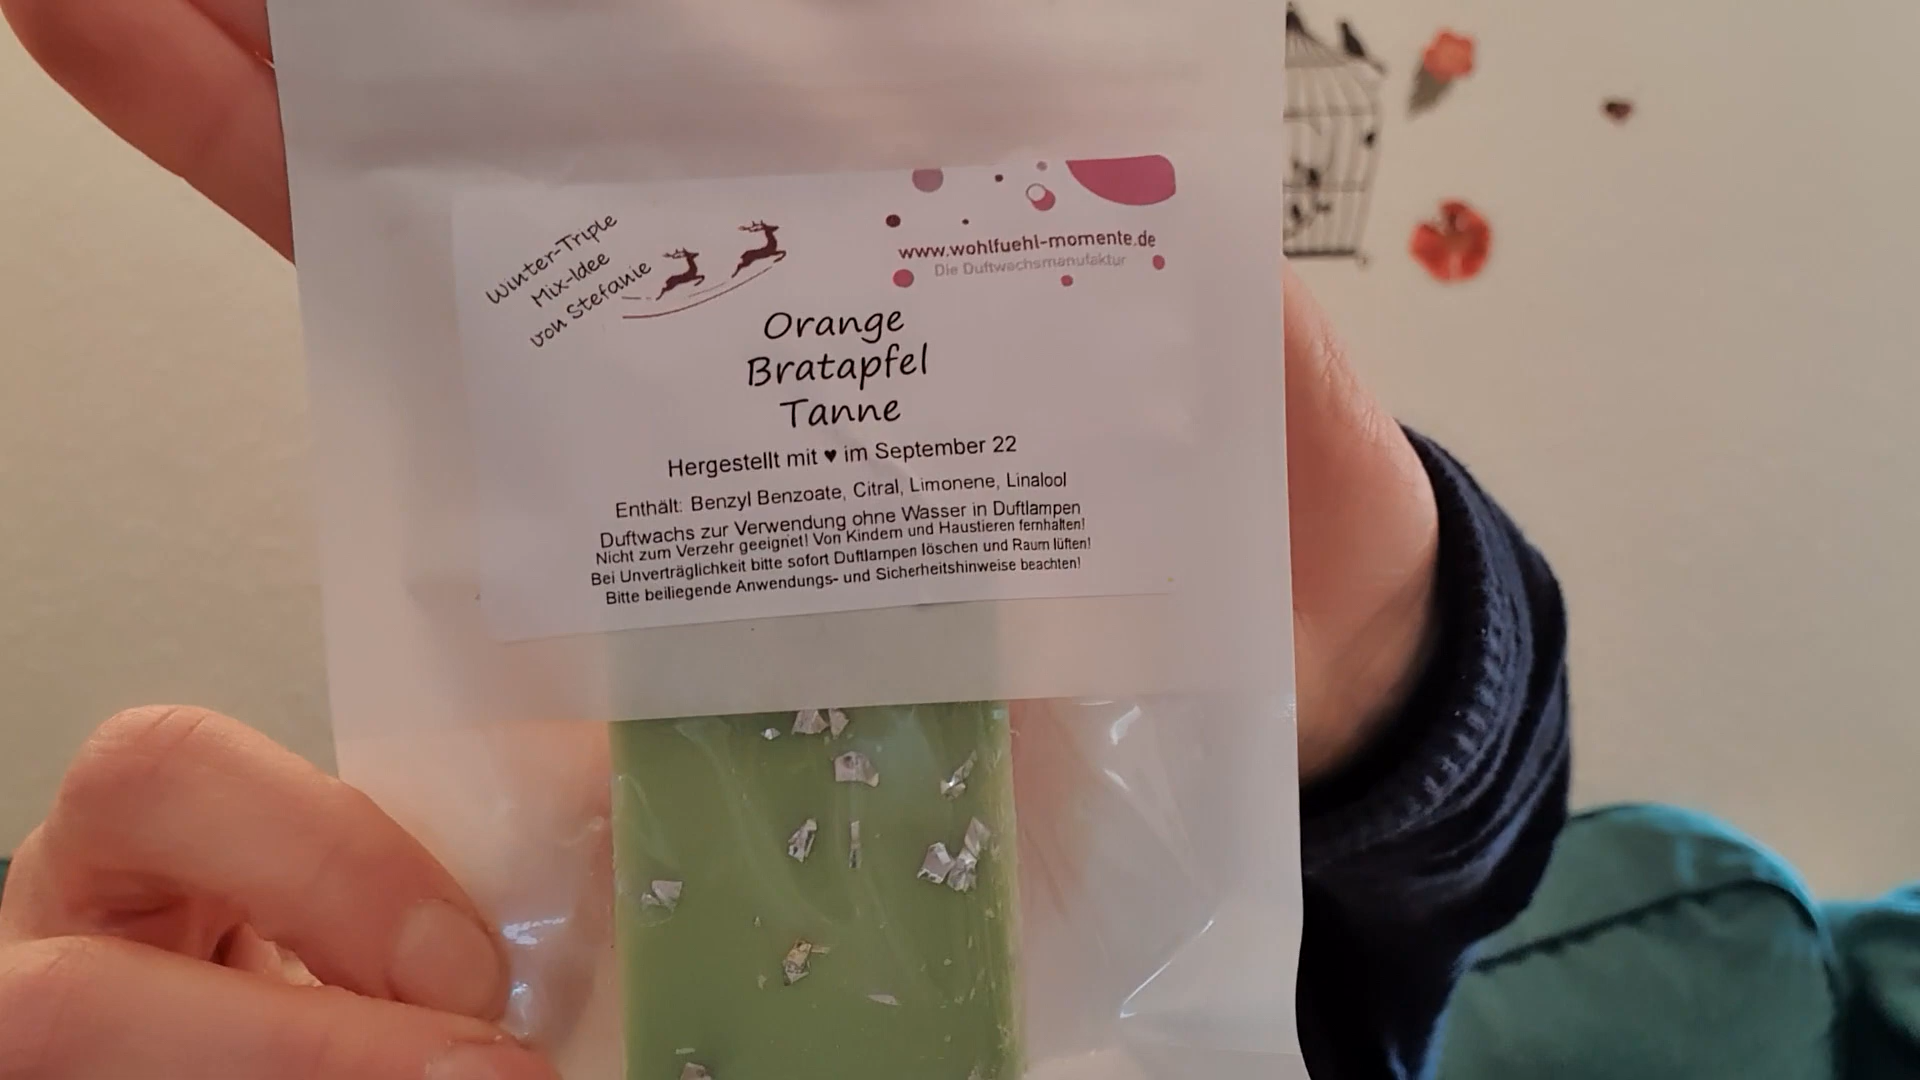 Winter-Triple
Mix-Idee
von Stefanie
www.wohlfuehl-momente.de
Die Duftwachsmanufaktur
Orange
Bratapfel
Tanne
Hergestellt mit ♥ im September 22
Enthält: Benzyl Benzoate, Citral, Limonene, Linalool
Duftwachs zur Verwendung ohne Wasser in Duftlampen
Nicht zum Verzehr geeignet! Von Kindern und Haustieren fernhalten!
Bei Unverträglichkeit bitte sofort Duftlampen löschen und Raum lüften!
Bitte beiliegende Anwendungs- und Sicherheitshinweise beachten!